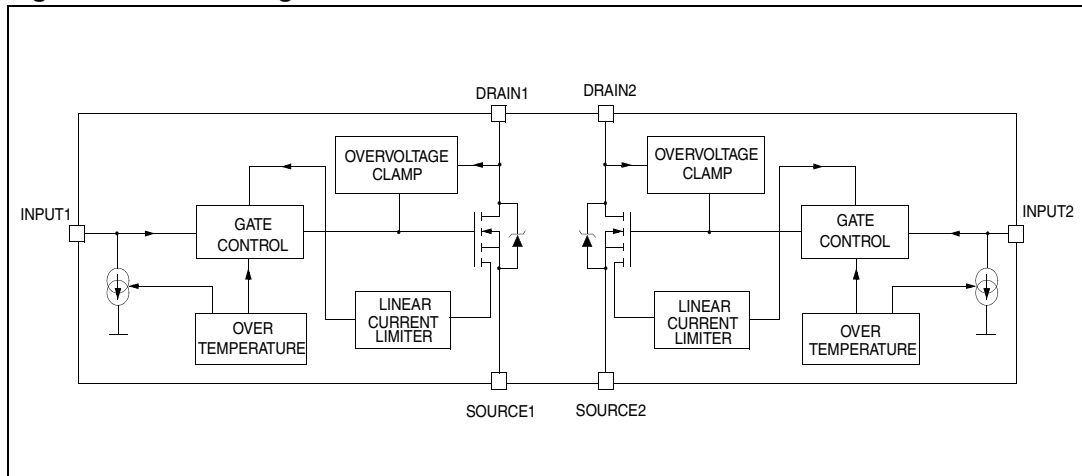 DRAIN1
DRAIN2
OVERVOLTAGE
CLAMP
OVERVOLTAGE
CLAMP
INPUT1
GATE
CONTROL
GATE
CONTROL
INPUT2
LINEAR
CURRENT
LIMITER
LINEAR
CURRENT
LIMITER
OVER
TEMPERATURE
OVER
TEMPERATURE
SOURCE1
SOURCE2